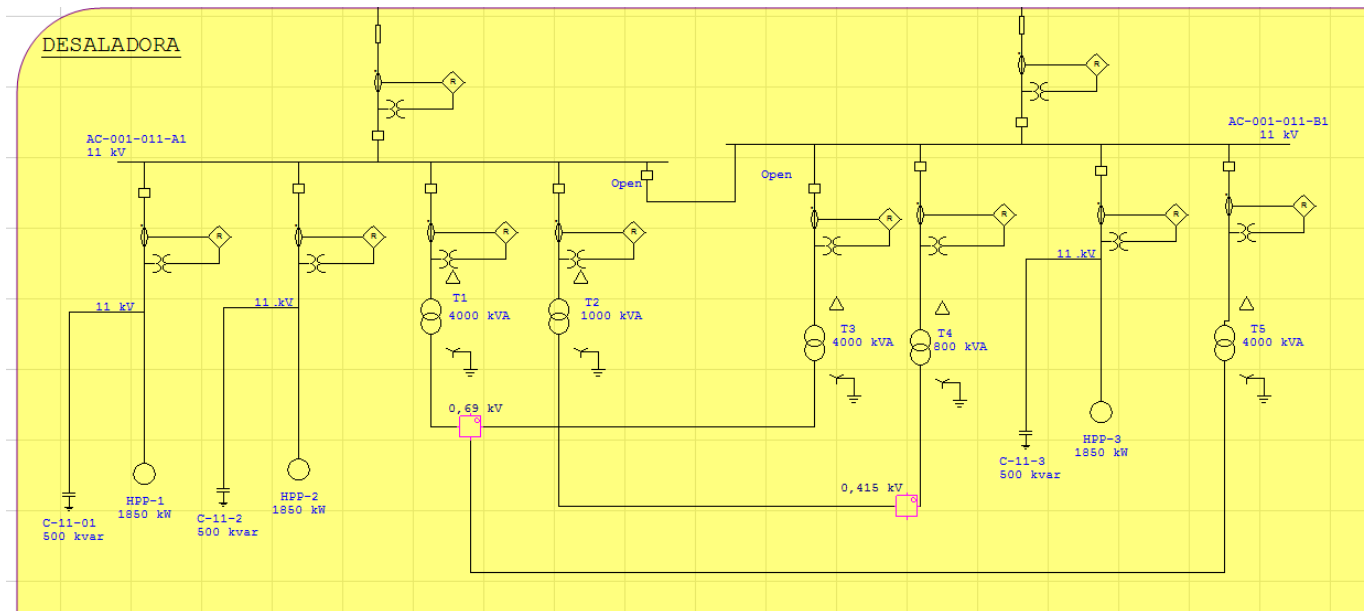 DESALADORA
R
R
AC-001-011-A1
11 kV
AC-001-011-B1
11 kV
Open
Open
R
R
R
R
R
R
R
R
11 kV
11 kV
11 kV
T1
4000 kVA
T2
1000 kVA
T3
4000 kVA
T4
800 kVA
T5
4000 kVA
0,69 kV
0,415 kV
HPP-1
1850 kW
HPP-2
1850 kW
HPP-3
1850 kW
C-11-01
500 kvar
C-11-2
500 kvar
C-11-3
500 kvar